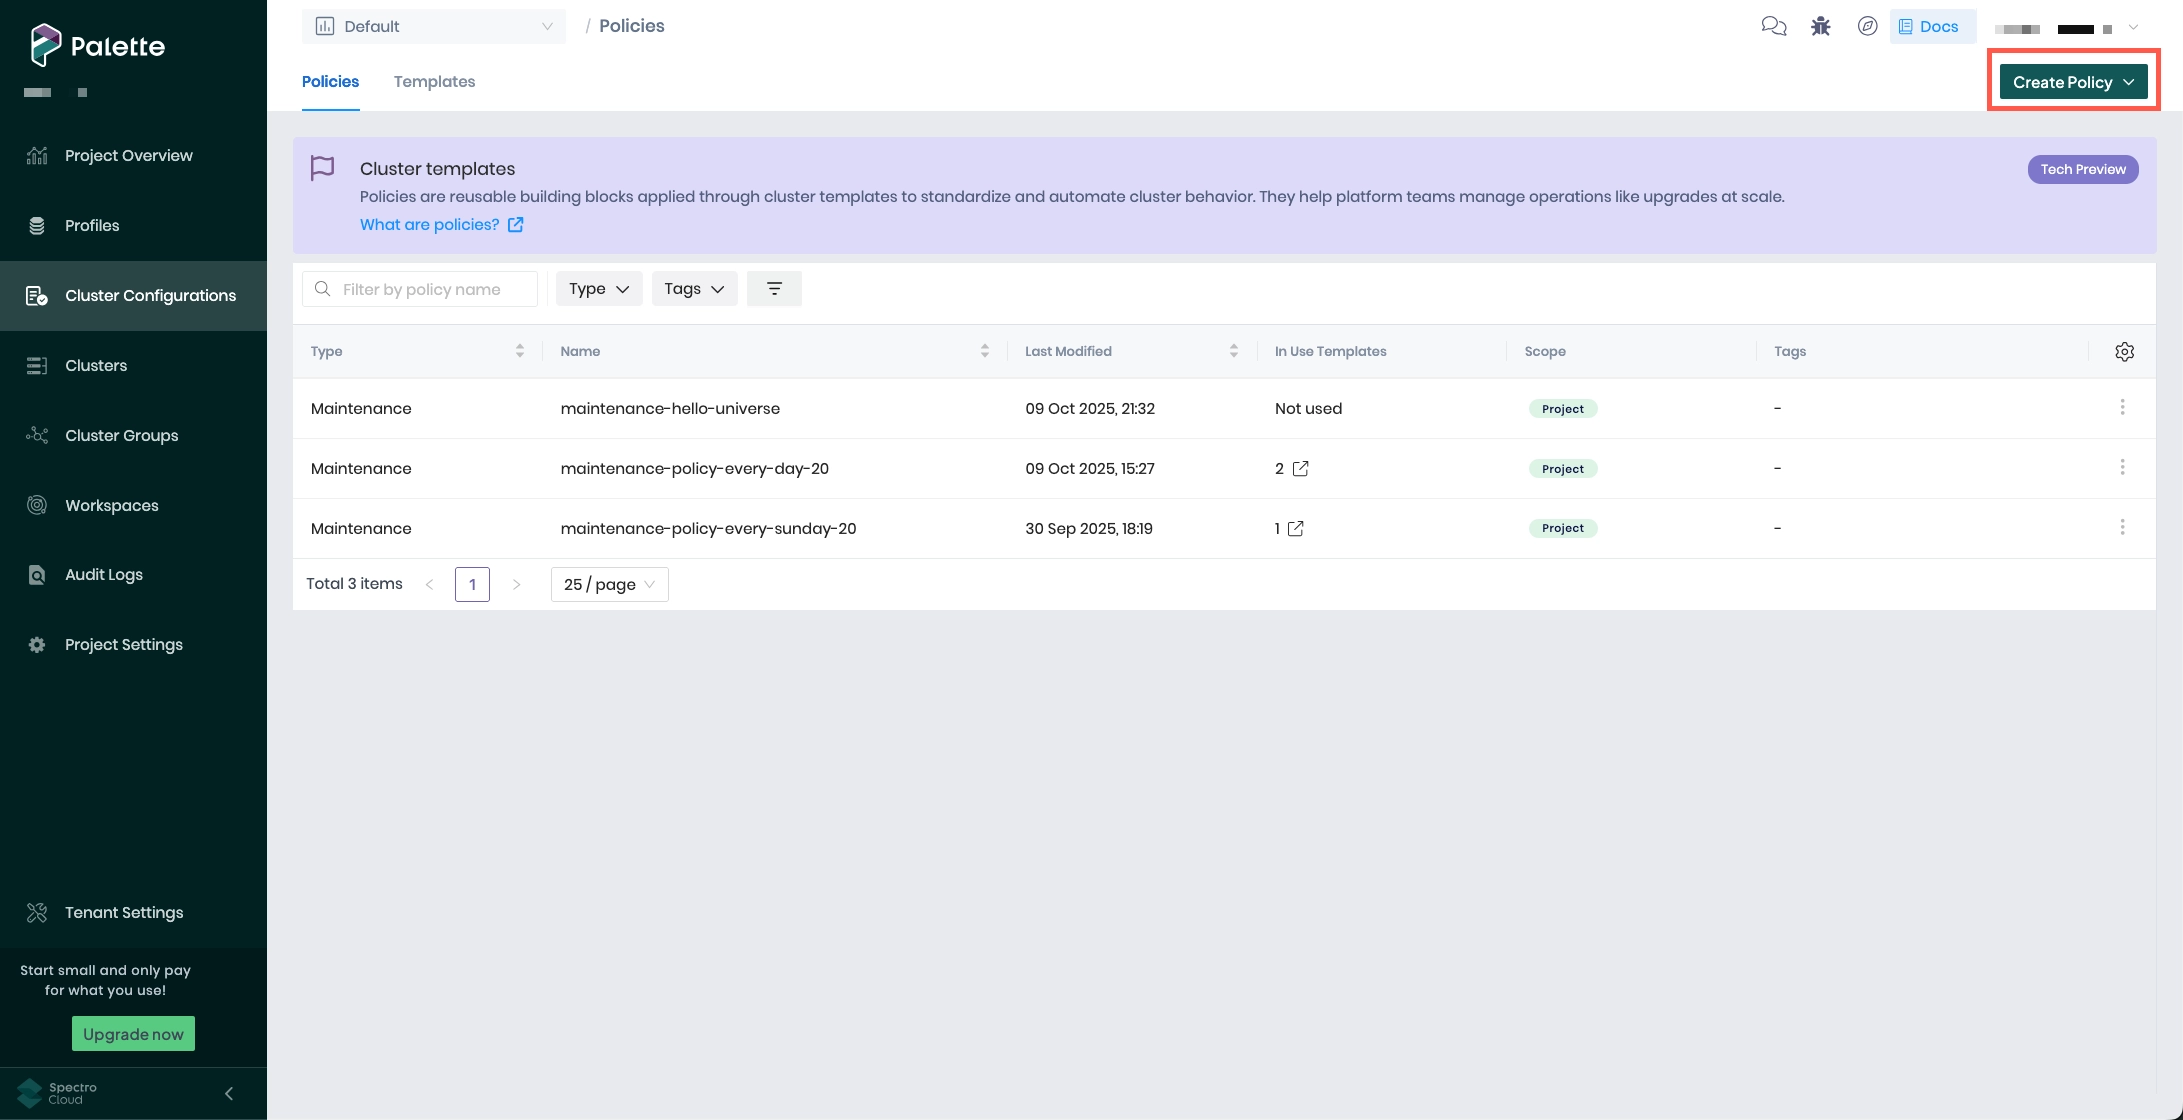 Palette
Default
/ Policies
Docs
Policies
Templates
Create Policy
Project Overview
Profiles
Cluster Configurations
Clusters
Cluster Groups
Workspaces
Audit Logs
Project Settings
Tenant Settings
Start small and only pay
for what you use!
Upgrade now
Spectro
Cloud
Cluster templates
Tech Preview
Policies are reusable building blocks applied through cluster templates to standardize and automate cluster behavior. They help platform teams manage operations like upgrades at scale.
What are policies?
Filter by policy name
Type
Tags
Type Name Last Modified In Use Templates Scope Tags
Maintenance maintenance-hello-universe 09 Oct 2025, 21:32 Not used Project -
Maintenance maintenance-policy-every-day-20 09 Oct 2025, 15:27 2 Project -
Maintenance maintenance-policy-every-sunday-20 30 Sep 2025, 18:19 1 Project -
Total 3 items < 1 > 25 / page